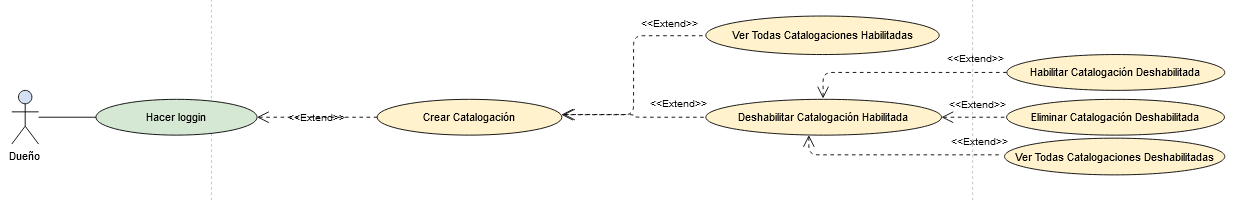 <<Extend>>
Ver Todas Catalogaciones Habilitadas
<<Extend>>
Habilitar Catalogación Deshabilitada
Hacer loggin
<<Extend>>
Crear Catalogación
<<Extend>>
Deshabilitar Catalogación Habilitada
<<Extend>>
Eliminar Catalogación Deshabilitada
<<Extend>>
Ver Todas Catalogaciones Deshabilitadas
Dueño